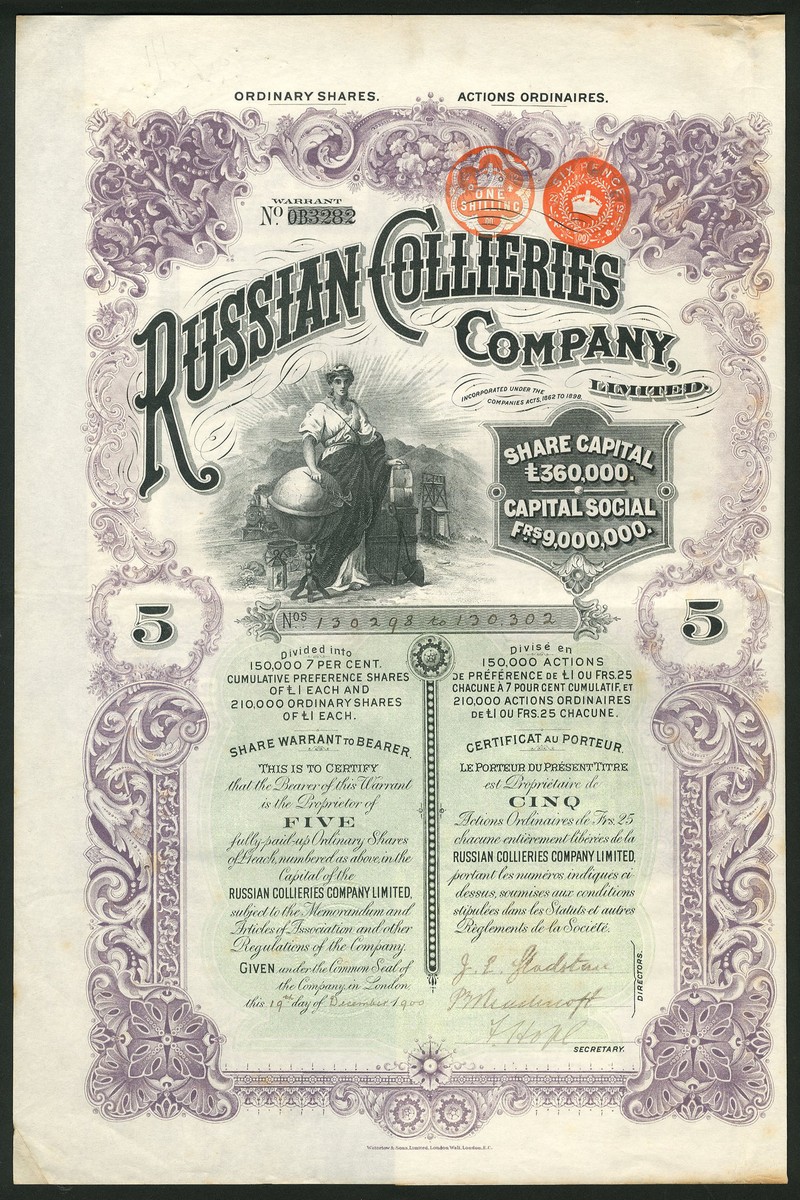 ORDINARY SHARES. ACTIONS ORDINAIRES.
ONE
SHILLING
SIX PENCE
WARRANT
No. 0B3282
RUSSIAN COLLIERIES
COMPANY,
LIMITED.
INCORPORATED UNDER THE
COMPANIES ACTS, 1862 TO 1898.
SHARE CAPITAL
£360,000.
CAPITAL SOCIAL
FRS 9,000,000.
5
5
Nos 130298 to 130,302
Divided into
150,000 7 PER CENT.
CUMULATIVE PREFERENCE SHARES
OF £1 EACH AND
210,000 ORDINARY SHARES
OF £1 EACH.
SHARE WARRANT TO BEARER.
THIS IS TO CERTIFY
that the Bearer of this Warrant
is the Proprietor of
FIVE
fully-paid-up Ordinary Shares
of £1 each, numbered as above, in the
Capital of the
RUSSIAN COLLIERIES COMPANY LIMITED,
subject to the Memorandum and
Articles of Association and other
Regulations of the Company.
GIVEN under the Common Seal of
the Company, in London,
this 19th day of December 1900
Divisé en
150,000 ACTIONS
DE PRÉFÉRENCE DE £1 OU FRS. 25
CHACUNE À 7 POUR CENT CUMULATIF, ET
210,000 ACTIONS ORDINAIRES
DE £1 OU FRS. 25 CHACUNE.
CERTIFICAT AU PORTEUR.
LE PORTEUR DU PRÉSENT TITRE
est Propriétaire de
CINQ
Actions Ordinaires de Frs. 25
chacune entièrement libérées de la
RUSSIAN COLLIERIES COMPANY LIMITED,
portant les numéros indiqués ci-
dessus, soumises aux conditions
stipulées dans les Statuts et autres
Règlements de la Société.
DIRECTORS.
SECRETARY.
Waterlow & Sons Limited, London Wall, London, E.C.